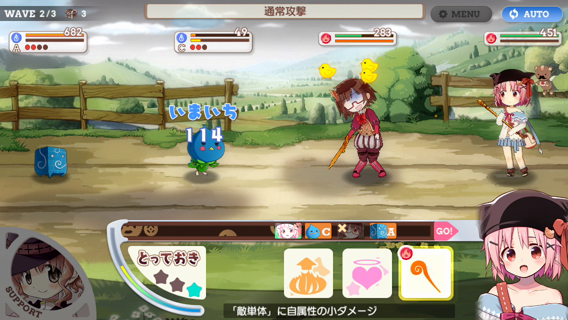 WAVE 2/3 3
通常攻撃
MENU
AUTO
682
A
49
C
283
451
いまいち
114
C
A
GO!
とっておき
SUPPORT
「敵単体」に自属性の小ダメージ